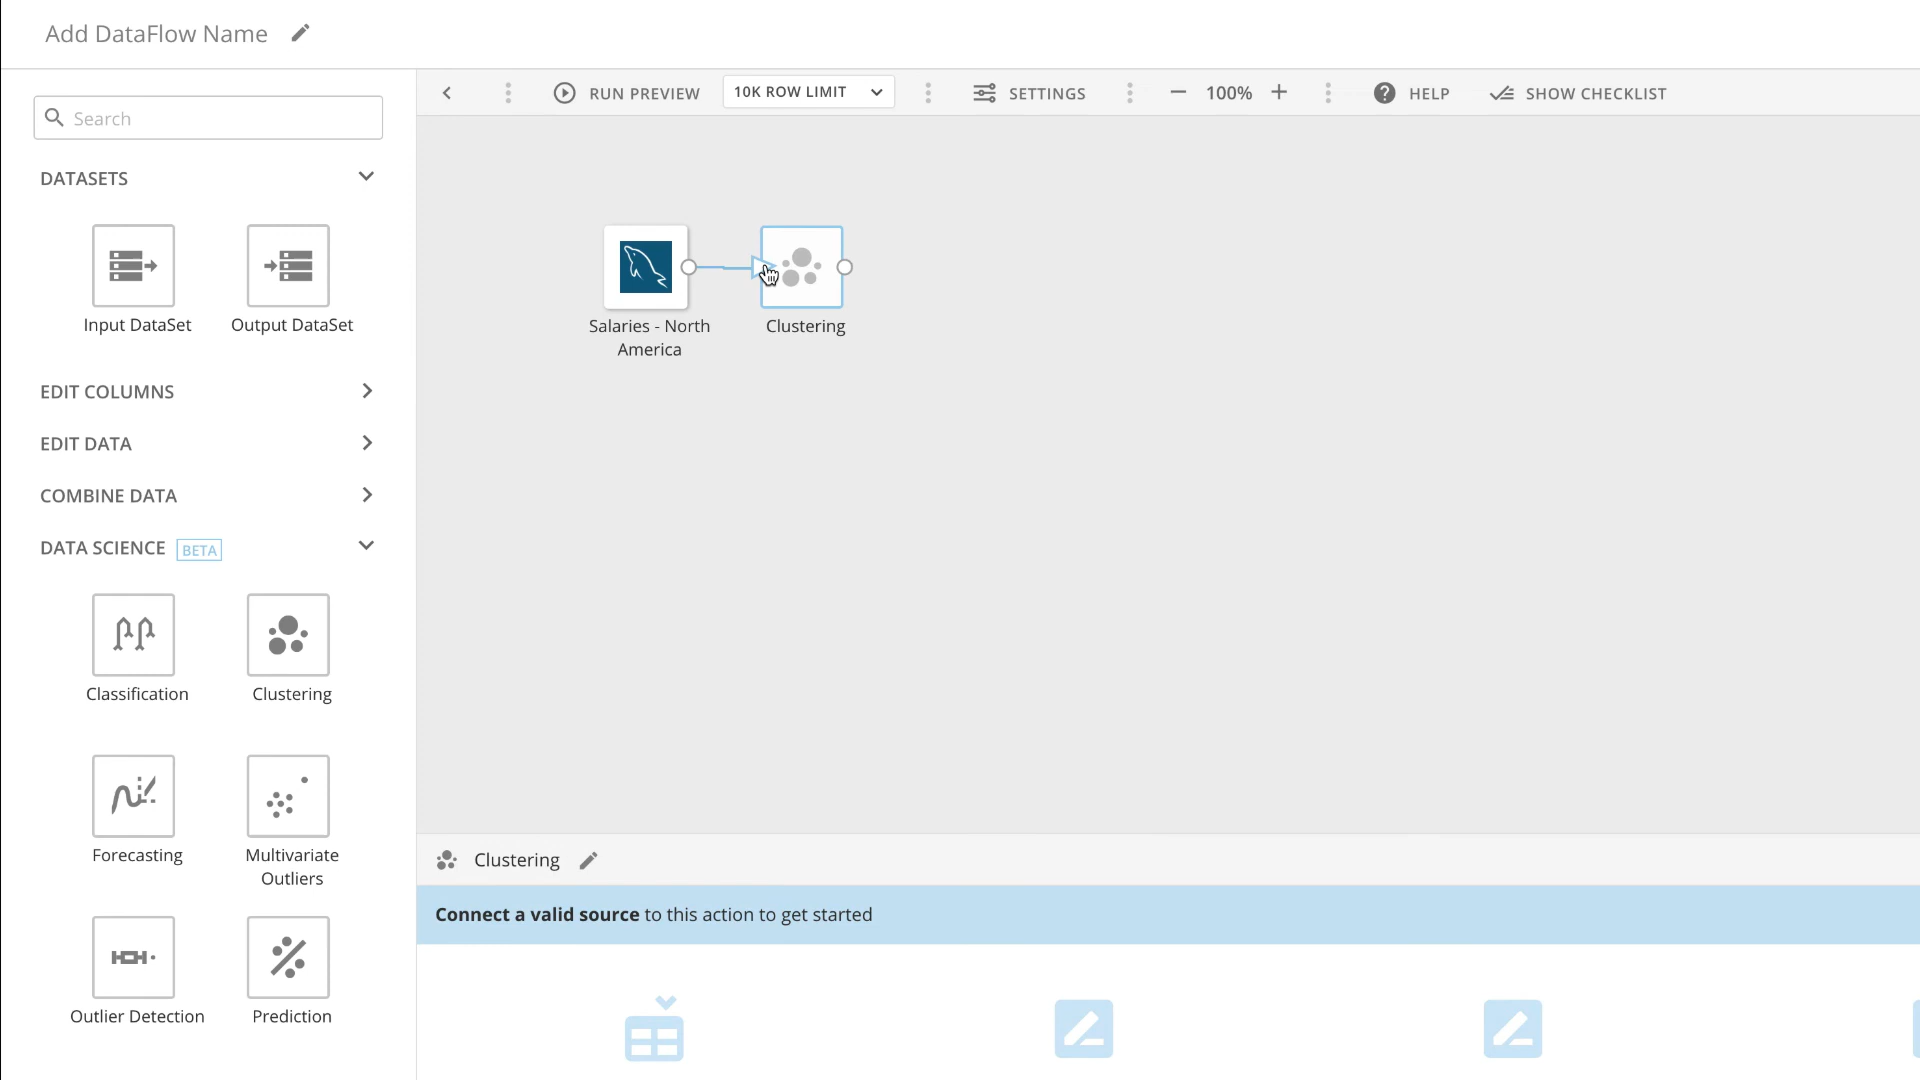 Add DataFlow Name
Search
DATASETS
Input DataSet
Output DataSet
EDIT COLUMNS
EDIT DATA
COMBINE DATA
DATA SCIENCE BETA
Classification
Clustering
Forecasting
Multivariate
Outliers
Outlier Detection
Prediction
RUN PREVIEW
10K ROW LIMIT
SETTINGS
100%
HELP
SHOW CHECKLIST
Salaries - North
America
Clustering
Clustering
Connect a valid source to this action to get started